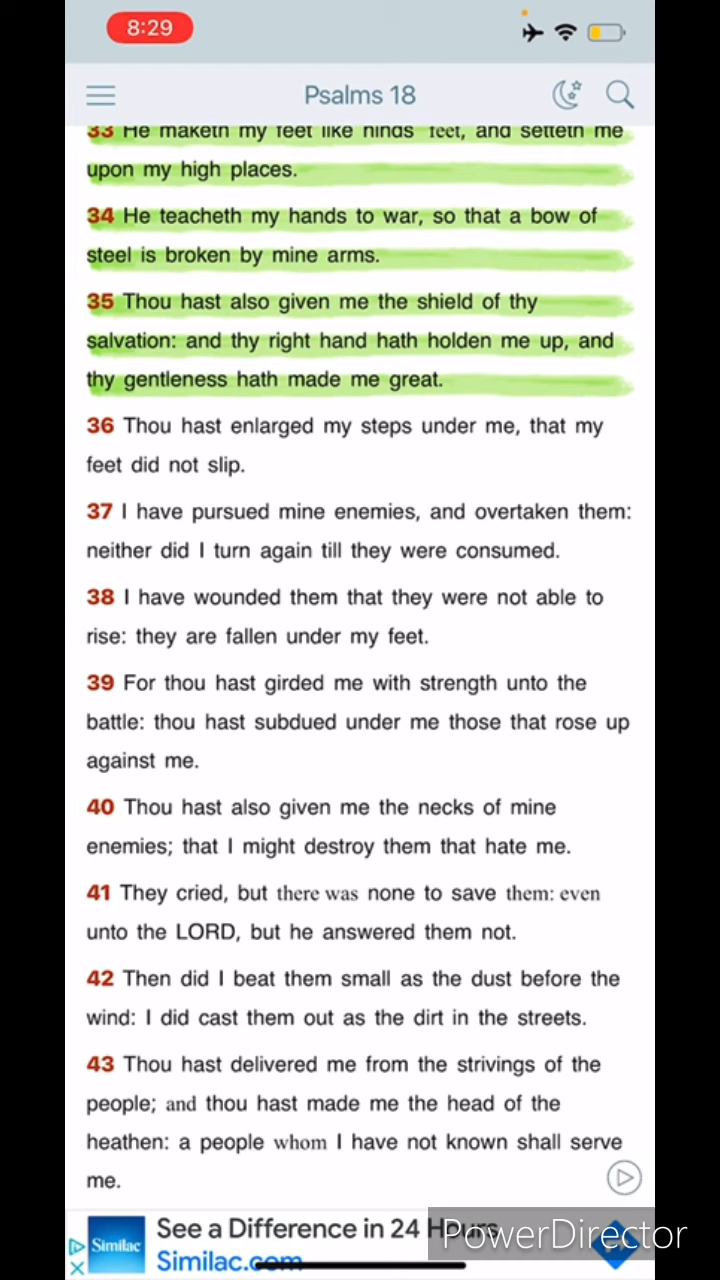 8:29
Psalms 18
33 He maketh my feet like hinds' feet, and setteth me
upon my high places.
34 He teacheth my hands to war, so that a bow of
steel is broken by mine arms.
35 Thou hast also given me the shield of thy
salvation: and thy right hand hath holden me up, and
thy gentleness hath made me great.
36 Thou hast enlarged my steps under me, that my
feet did not slip.
37 I have pursued mine enemies, and overtaken them:
neither did I turn again till they were consumed.
38 I have wounded them that they were not able to
rise: they are fallen under my feet.
39 For thou hast girded me with strength unto the
battle: thou hast subdued under me those that rose up
against me.
40 Thou hast also given me the necks of mine
enemies; that I might destroy them that hate me.
41 They cried, but there was none to save them: even
unto the LORD, but he answered them not.
42 Then did I beat them small as the dust before the
wind: I did cast them out as the dirt in the streets.
43 Thou hast delivered me from the strivings of the
people; and thou hast made me the head of the
heathen: a people whom I have not known shall serve
me.
Similac
See a Difference in 24 Hours
Similac.com
PowerDirector